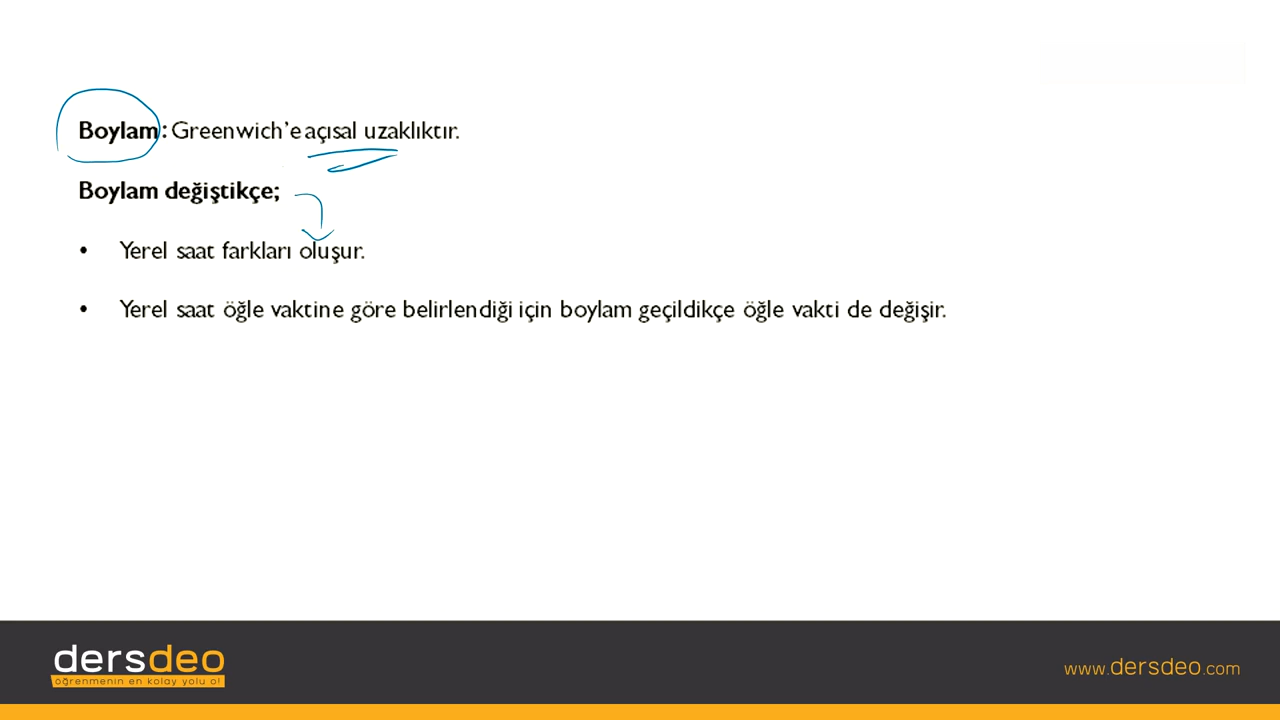 Boylam: Greenwich'e açısal uzaklıktır.
Boylam değiştikçe;
• Yerel saat farkları oluşur.
• Yerel saat öğle vaktine göre belirlendiği için boylam geçildikçe öğle vakti de değişir.
dersdeo
öğrenmenin en kolay yolu o!
www.dersdeo.com